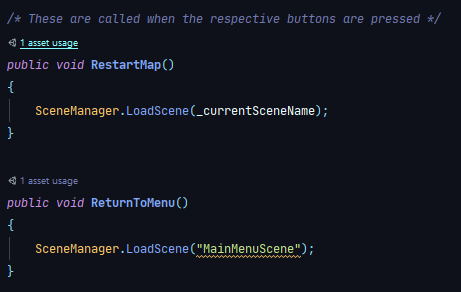 /* These are called when the respective buttons are pressed */
1 asset usage
public void RestartMap()
{
SceneManager.LoadScene(_currentSceneName);
}
1 asset usage
public void ReturnToMenu()
{
SceneManager.LoadScene("MainMenuScene");
}